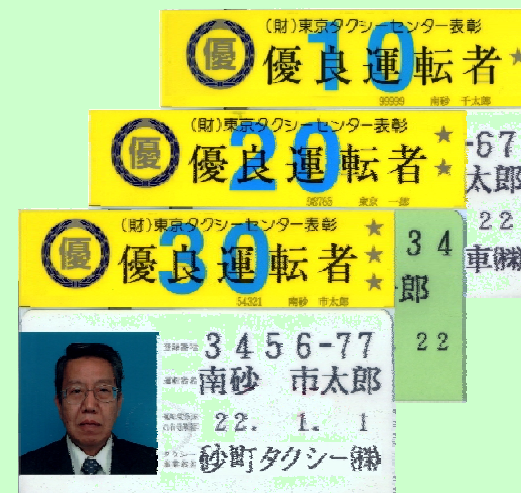 (財)東京タクシーセンター表彰
優 優良運転者 10
99999 南砂 千太郎
-67
太郎
22
車㈱
(財)東京タクシーセンター表彰
優 優良運転者 20
98765 東京 一郎
34
郎
22
(財)東京タクシーセンター表彰
優 優良運転者 30
54321 南砂 市太郎
3456-77
南砂 市太郎
22. 1. 1
砂町タクシー㈱